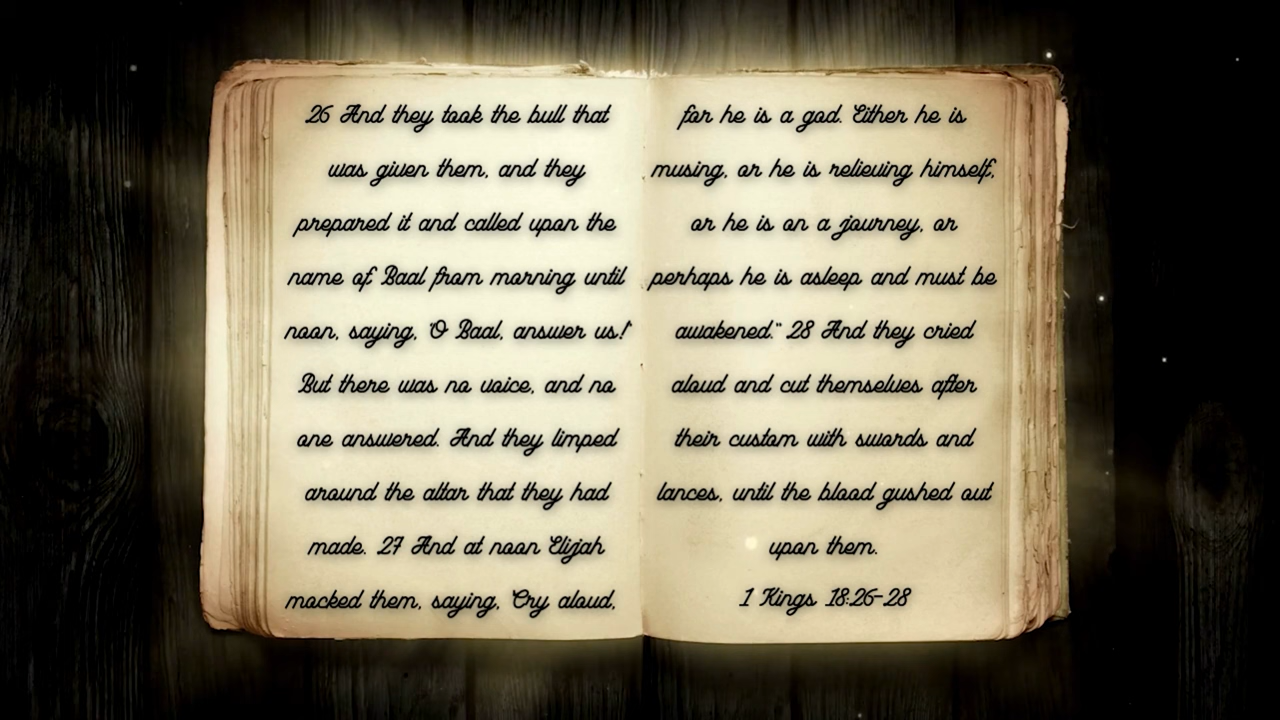 26 And they took the bull that
was given them, and they
prepared it and called upon the
name of Baal from morning until
noon, saying, 'O Baal, answer us!'
But there was no voice, and no
one answered. And they limped
around the altar that they had
made. 27 And at noon Elijah
mocked them, saying, 'Cry aloud,
for he is a god. Either he is
musing, or he is relieving himself,
or he is on a journey, or
perhaps he is asleep and must be
awakened." 28 And they cried
aloud and cut themselves after
their custom with swords and
lances, until the blood gushed out
upon them.
1 Kings 18:26-28